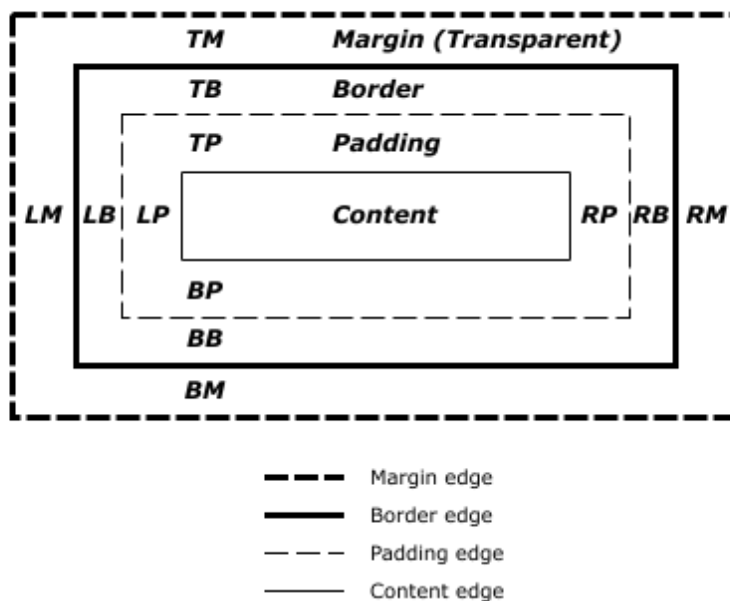 TM Margin (Transparent)
TB Border
TP Padding
LM LB LP Content RP RB RM
BP
BB
BM
Margin edge
Border edge
Padding edge
Content edge